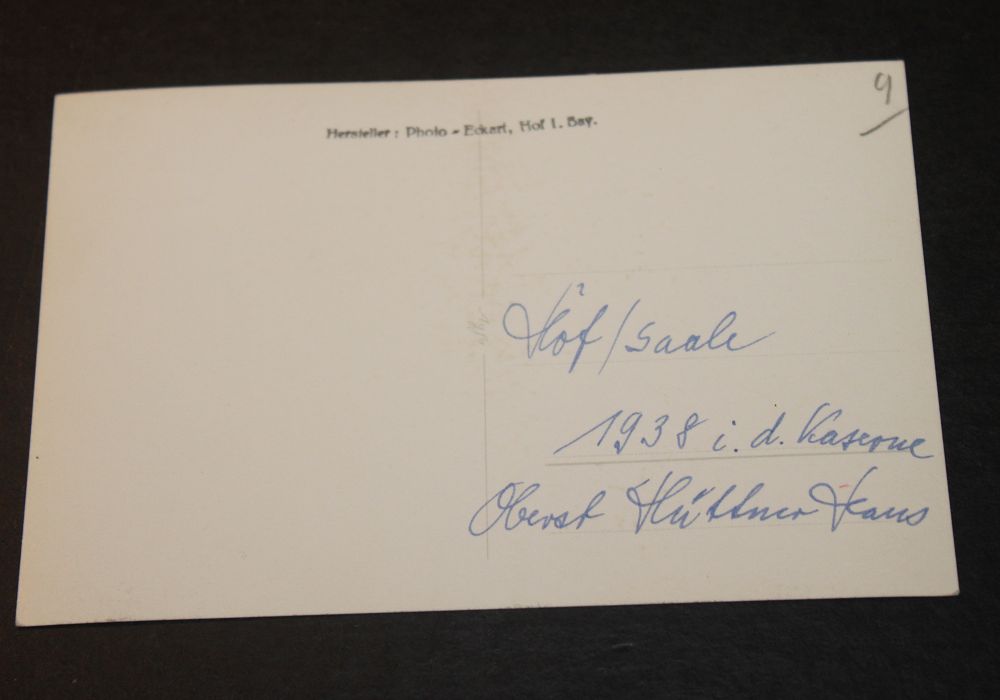 9
Hersteller : Photo - Eckart, Hof i. Bay.
Hof/Saale
1938 i. d. Kaserne
Oberst Hüttner Hans